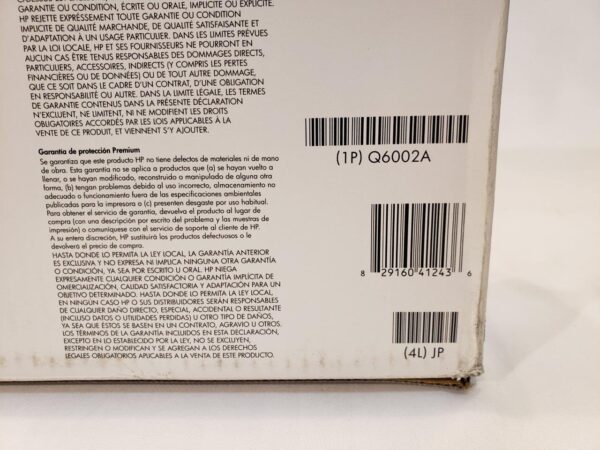 GARANTIE OU CONDITION, ÉCRITE OU ORALE, IMPLICITE OU EXPLICITE.
HP REJETTE EXPRÉSSEMENT TOUTE GARANTIE OU CONDITION
IMPLICITE DE QUALITÉ MARCHANDE, DE QUALITÉ SATISFAISANTE ET
D'ADAPTATION À UN USAGE PARTICULIER. DANS LES LIMITES PRÉVUES
PAR LA LOI LOCALE, HP ET SES FOURNISSEURS NE POURRONT EN
AUCUN CAS ÊTRE TENUS RESPONSABLES DES DOMMAGES DIRECTS,
PARTICULIERS, ACCESSOIRES, INDIRECTS (Y COMPRIS LES PERTES
FINANCIÈRES OU DE DONNÉES) OU DE TOUT AUTRE DOMMAGE,
QUE CE SOIT DANS LE CADRE D'UN CONTRAT, D'UNE OBLIGATION
EN RESPONSABILITÉ OU AUTRE. DANS LA LIMITE LÉGALE, LES TERMES
DE GARANTIE CONTENUS DANS LA PRÉSENTE DÉCLARATION
N'EXCLUENT, NE LIMITENT, NI NE MODIFIENT LES DROITS
OBLIGATOIRES ACCORDÉS PAR LES LOIS APPLICABLES À LA
VENTE DE CE PRODUIT, ET VIENNENT S'Y AJOUTER.
Garantía de protección Premium
Se garantiza que este producto HP no tiene defectos de materiales ni de mano
de obra. Esta garantía no se aplica a productos que (a) se hayan vuelto a
llenar, o se hayan modificado, reconstruido o manipulado de alguna otra
forma, (b) tengan problemas debido al uso incorrecto, almacenamiento no
adecuado o funcionamiento fuera de las especificaciones ambientales
publicadas para la impresora o (c) presenten desgaste por uso habitual.
Para obtener el servicio de garantía, devuelva el producto al lugar de
compra (con una descripción por escrito del problema y las muestras de
impresión) o comuníquese con el servicio de soporte al cliente de HP.
A su entera discreción, HP sustituirá los productos defectuosos o le
devolverá el precio de compra.
HASTA DONDE LO PERMITA LA LEY LOCAL, LA GARANTÍA ANTERIOR
ES EXCLUSIVA Y NO EXPRESA NI IMPLICA NINGUNA OTRA GARANTÍA
O CONDICIÓN, YA SEA POR ESCRITO U ORAL. HP NIEGA
EXPRESAMENTE CUALQUIER CONDICIÓN O GARANTÍA IMPLÍCITA DE
COMERCIALIZACIÓN, CALIDAD SATISFACTORIA Y ADAPTACIÓN PARA UN
OBJETIVO DETERMINADO. HASTA DONDE LO PERMITA LA LEY LOCAL,
EN NINGÚN CASO HP O SUS DISTRIBUIDORES SERÁN RESPONSABLES
DE CUALQUIER DAÑO DIRECTO, ESPECIAL, ACCIDENTAL O RESULTANTE
(INCLUSO DATOS O UTILIDADES PERDIDAS) U OTRO TIPO DE DAÑOS,
YA SEA QUE ÉSTOS SE BASEN EN UN CONTRATO, AGRAVIO U OTROS.
LOS TÉRMINOS DE LA GARANTÍA INCLUIDOS EN ESTA DECLARACIÓN,
EXCEPTO EN LO ESTABLECIDO POR LA LEY, NO SE EXCLUYEN,
RESTRINGEN O MODIFICAN Y SE AGREGAN A LOS DERECHOS
LEGALES OBLIGATORIOS APLICABLES A LA VENTA DE ESTE PRODUCTO.
(1P) Q6002A
8 29160 41243 6
(4L) JP